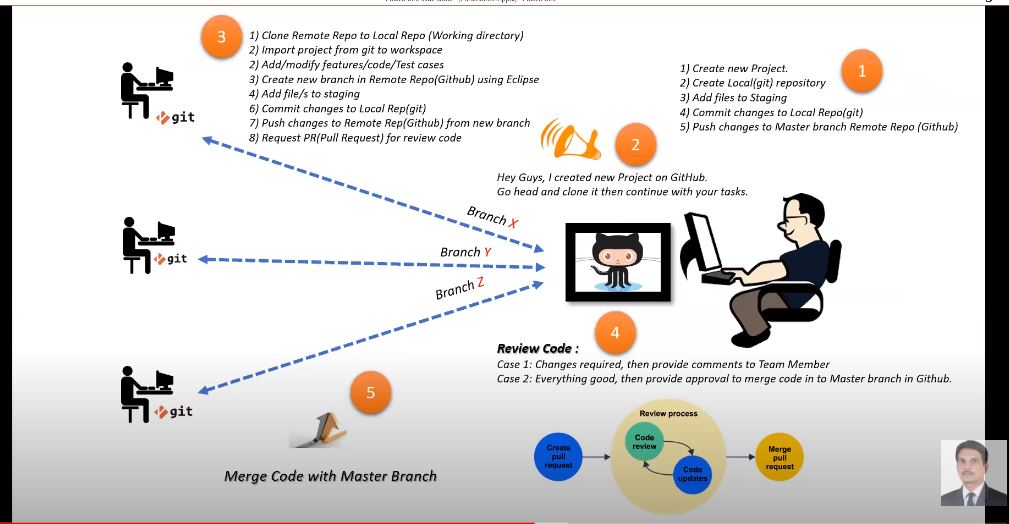 3
1) Clone Remote Repo to Local Repo (Working directory)
2) Import project from git to workspace
2) Add/modify features/code/Test cases
3) Create new branch in Remote Repo(Github) using Eclipse
4) Add file/s to staging
6) Commit changes to Local Rep(git)
7) Push changes to Remote Rep(Github) from new branch
8) Request PR(Pull Request) for review code
1
1) Create new Project.
2) Create Local(git) repository
3) Add files to Staging
4) Commit changes to Local Repo(git)
5) Push changes to Master branch Remote Repo (Github)
git
2
Hey Guys, I created new Project on GitHub.
Go head and clone it then continue with your tasks.
Branch X
Branch Y
Branch Z
git
4
Review Code :
Case 1: Changes required, then provide comments to Team Member
Case 2: Everything good, then provide approval to merge code in to Master branch in Github.
git
5
Merge Code with Master Branch
Review process
Create
pull
request
Code
review
Code
updates
Merge
pull
request